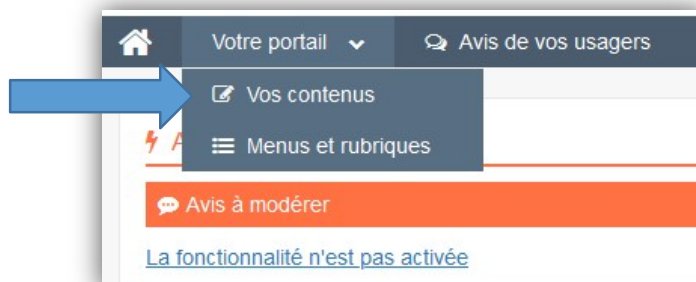 Votre portail
Avis de vos usagers
Vos contenus
A
Menus et rubriques
Avis à modérer
La fonctionnalité n'est pas activée